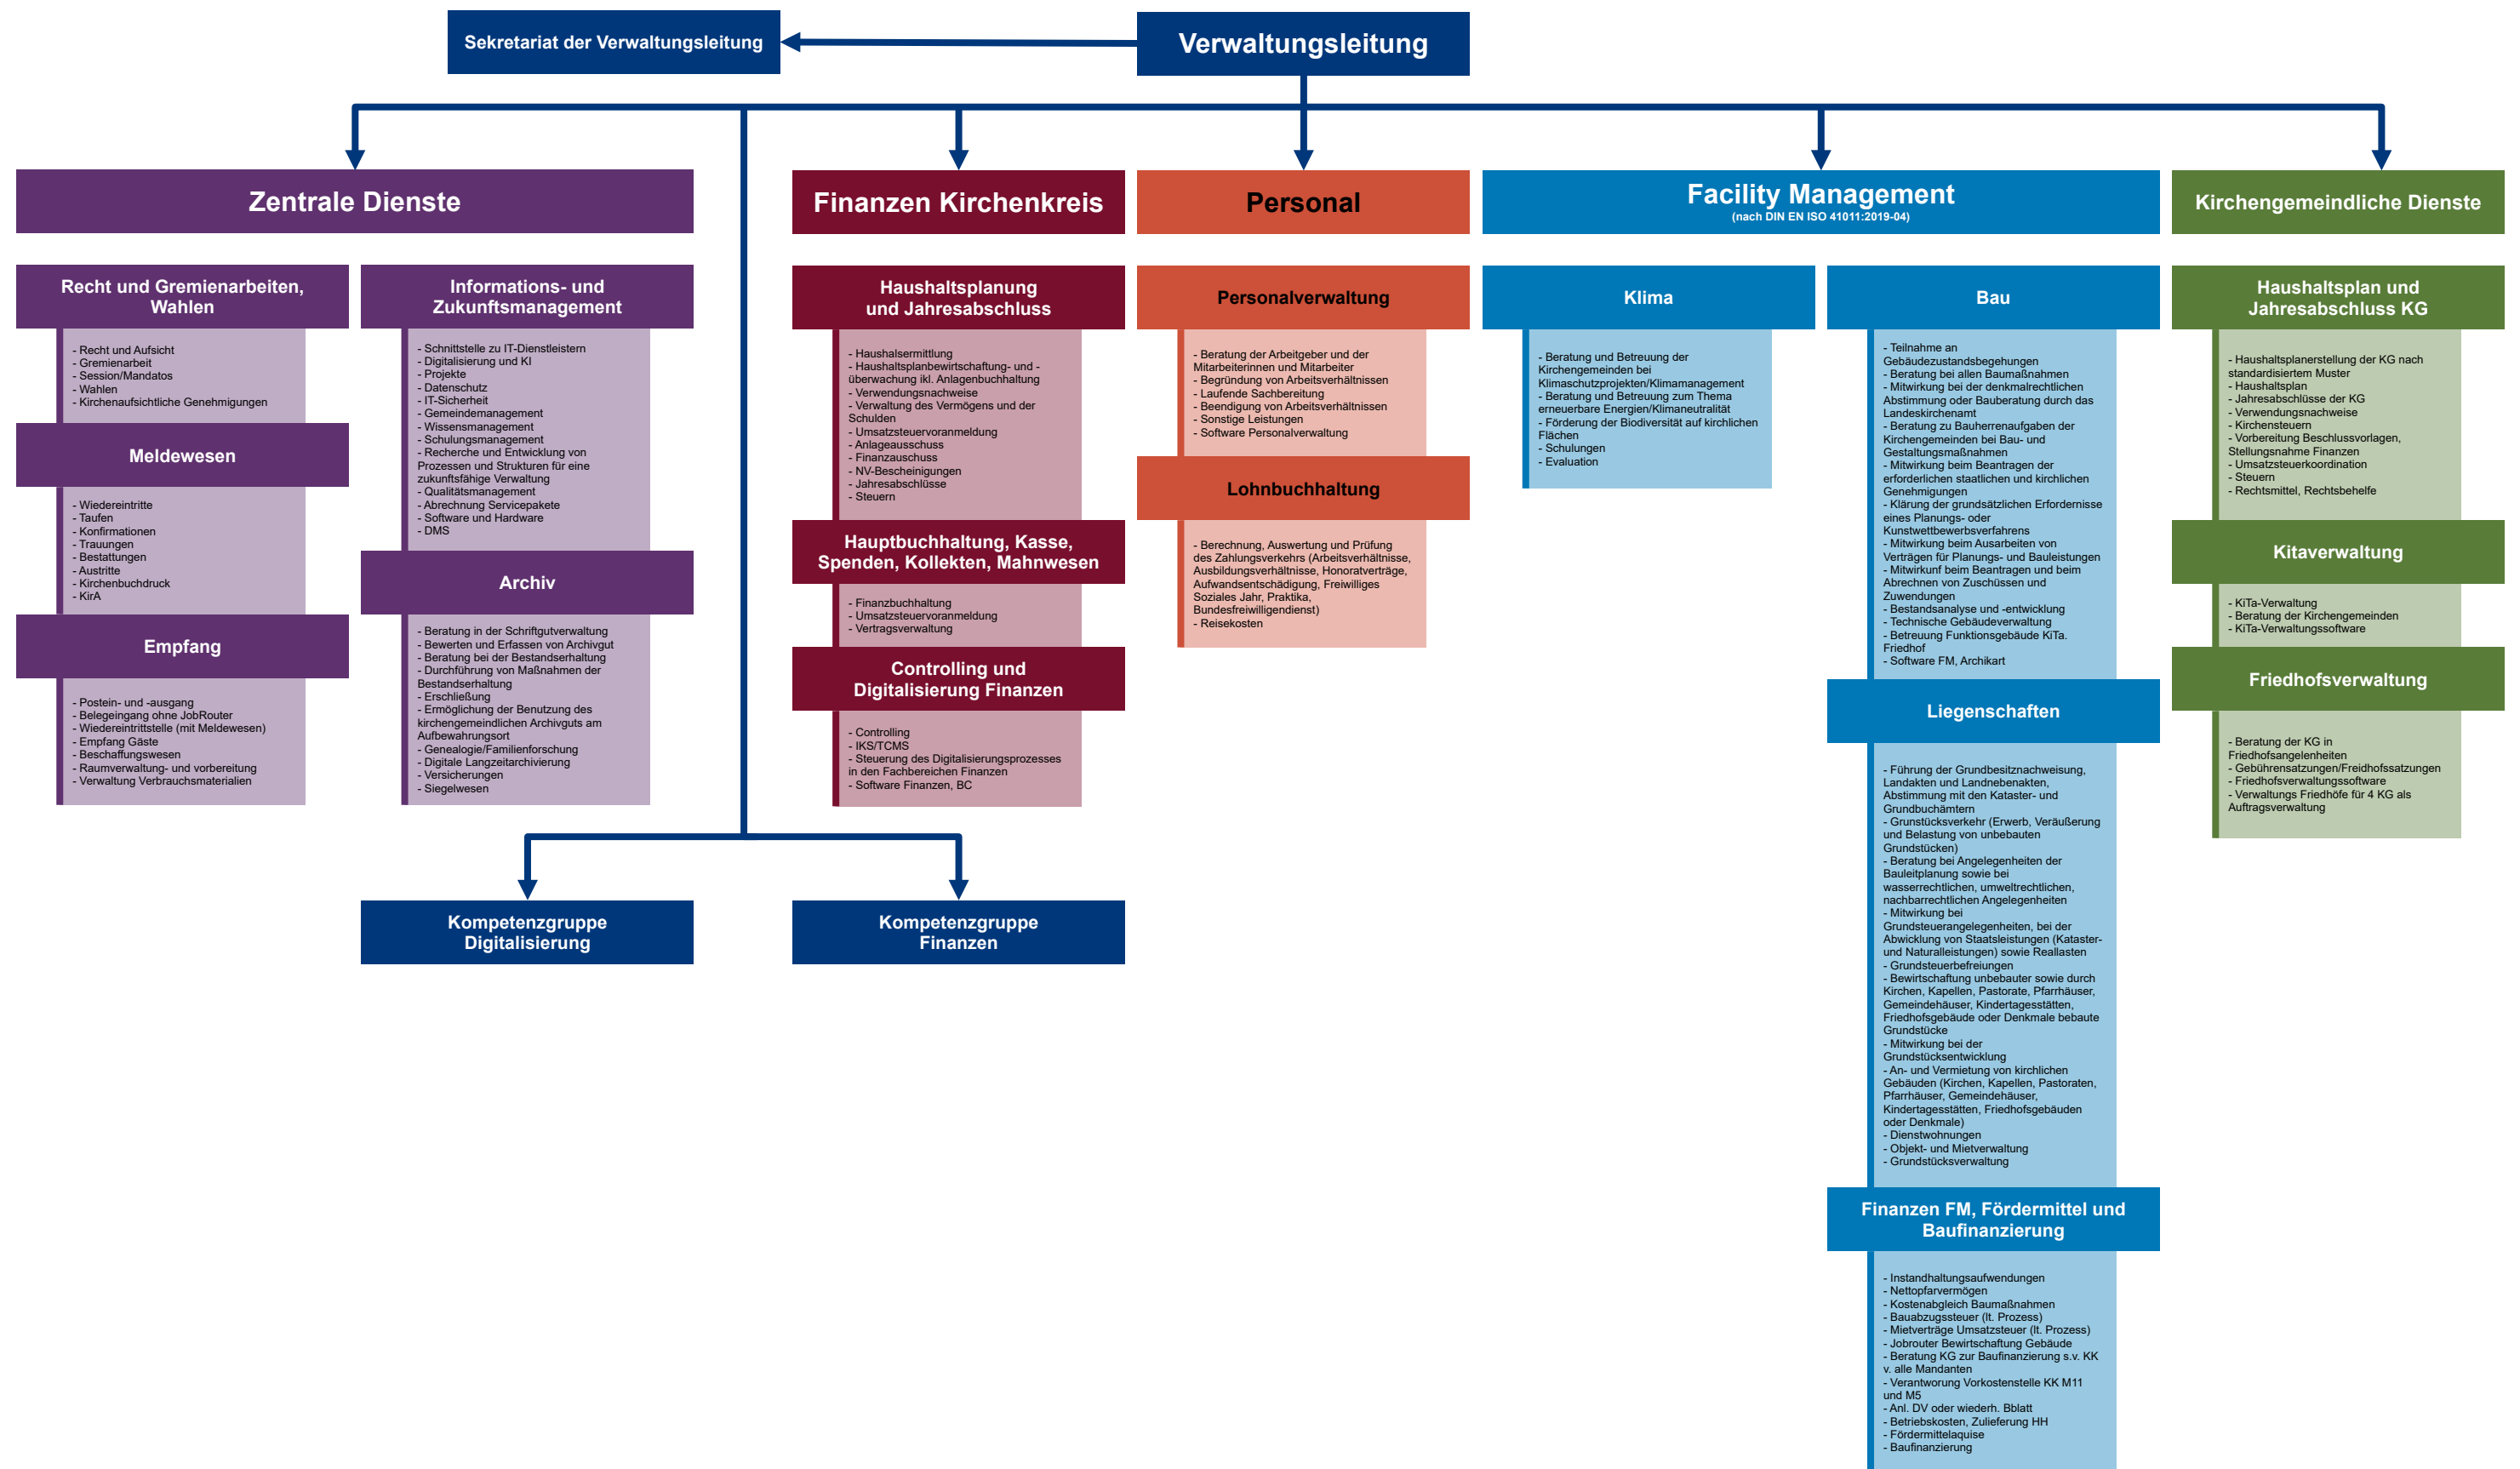 Sekretariat der Verwaltungsleitung
Verwaltungsleitung
Zentrale Dienste
Finanzen Kirchenkreis
Personal
Facility Management
(nach DIN EN ISO 41011:2019-04)
Kirchengemeindliche Dienste
Recht und Gremienarbeiten,
Wahlen
- Recht und Aufsicht
- Gremienarbeit
- Session/Mandatos
- Wahlen
- Kirchenaufsichtliche Genehmigungen
Meldewesen
- Wiedereintritte
- Taufen
- Konfirmationen
- Trauungen
- Bestattungen
- Austritte
- Kirchenbuchdruck
- KirA
Empfang
- Postein- und -ausgang
- Belegeingang ohne JobRouter
- Wiedereintrittstelle (mit Meldewesen)
- Empfang Gäste
- Beschaffungswesen
- Raumverwaltung- und vorbereitung
- Verwaltung Verbrauchsmaterialien
Informations- und
Zukunftsmanagement
- Schnittstelle zu IT-Dienstleistern
- Digitalisierung und KI
- Projekte
- Datenschutz
- IT-Sicherheit
- Gemeindemanagement
- Wissensmanagement
- Schulungsmanagement
- Recherche und Entwicklung von
Prozessen und Strukturen für eine
zukunftsfähige Verwaltung
- Qualitätsmanagement
- Abrechnung Servicepakete
- Software und Hardware
- DMS
Archiv
- Beratung in der Schriftgutverwaltung
- Bewerten und Erfassen von Archivgut
- Beratung bei der Bestandserhaltung
- Durchführung von Maßnahmen der
Bestandserhaltung
- Erschließung
- Ermöglichung der Benutzung des
kirchengemeindlichen Archivguts am
Aufbewahrungsort
- Genealogie/Familienforschung
- Digitale Langzeitarchivierung
- Versicherungen
- Siegelwesen
Kompetenzgruppe
Digitalisierung
Haushaltsplanung
und Jahresabschluss
- Haushalsermittlung
- Haushaltsplanbewirtschaftung- und -
überwachung ikl. Anlagenbuchhaltung
- Verwendungsnachweise
- Verwaltung des Vermögens und der
Schulden
- Umsatzsteuervoranmeldung
- Anlageausschuss
- Finanzauschuss
- NV-Bescheinigungen
- Jahresabschlüsse
- Steuern
Hauptbuchhaltung, Kasse,
Spenden, Kollekten, Mahnwesen
- Finanzbuchhaltung
- Umsatzsteuervoranmeldung
- Vertragsverwaltung
Controlling und
Digitalisierung Finanzen
- Controlling
- IKS/TCMS
- Steuerung des Digitalisierungsprozesses
in den Fachbereichen Finanzen
- Software Finanzen, BC
Kompetenzgruppe
Finanzen
Personalverwaltung
- Beratung der Arbeitgeber und der
Mitarbeiterinnen und Mitarbeiter
- Begründung von Arbeitsverhältnissen
- Laufende Sachbereitung
- Beendigung von Arbeitsverhältnissen
- Sonstige Leistungen
- Software Personalverwaltung
Lohnbuchhaltung
- Berechnung, Auswertung und Prüfung
des Zahlungsverkehrs (Arbeitsverhältnisse,
Ausbildungsverhältnisse, Honoratverträge,
Aufwandsentschädigung, Freiwilliges
Soziales Jahr, Praktika,
Bundesfreiwilligendienst)
- Reisekosten
Klima
- Beratung und Betreuung der
Kirchengemeinden bei
Klimaschutzprojekten/Klimamanagement
- Beratung und Betreuung zum Thema
erneuerbare Energien/Klimaneutralität
- Förderung der Biodiversität auf kirchlichen
Flächen
- Schulungen
- Evaluation
Bau
- Teilnahme an
Gebäudezustandsbegehungen
- Beratung bei allen Baumaßnahmen
- Mitwirkung bei der denkmalrechtlichen
Abstimmung oder Bauberatung durch das
Landeskirchenamt
- Beratung zu Bauherrenaufgaben der
Kirchengemeinden bei Bau- und
Gestaltungsmaßnahmen
- Mitwirkung beim Beantragen der
erforderlichen staatlichen und kirchlichen
Genehmigungen
- Klärung der grundsätzlichen Erfordernisse
eines Planungs- oder
Kunstwettbewerbsverfahrens
- Mitwirkung beim Ausarbeiten von
Verträgen für Planungs- und Bauleistungen
- Mitwirkunf beim Beantragen und beim
Abrechnen von Zuschüssen und
Zuwendungen
- Bestandsanalyse und -entwicklung
- Technische Gebäudeverwaltung
- Betreuung Funktionsgebäude KiTa.
Friedhof
- Software FM, Archikart
Liegenschaften
- Führung der Grundbesitznachweisung,
Landakten und Landnebenakten,
Abstimmung mit den Kataster- und
Grundbuchämtern
- Grunstücksverkehr (Erwerb, Veräußerung
und Belastung von unbebauten
Grundstücken)
- Beratung bei Angelegenheiten der
Bauleitplanung sowie bei
wasserrechtlichen, umweltrechtlichen,
nachbarrechtlichen Angelegenheiten
- Mitwirkung bei
Grundsteuerangelegenheiten, bei der
Abwicklung von Staatsleistungen (Kataster-
und Naturalleistungen) sowie Reallasten
- Grundsteuerbefreiungen
- Bewirtschaftung unbebauter sowie durch
Kirchen, Kapellen, Pastorate, Pfarrhäuser,
Gemeindehäuser, Kindertagesstätten,
Friedhofsgebäude oder Denkmale bebaute
Grundstücke
- Mitwirkung bei der
Grundstücksentwicklung
- An- und Vermietung von kirchlichen
Gebäuden (Kirchen, Kapellen, Pastoraten,
Pfarrhäuser, Gemeindehäuser,
Kindertagesstätten, Friedhofsgebäuden
oder Denkmale)
- Dienstwohnungen
- Objekt- und Mietverwaltung
- Grundstücksverwaltung
Finanzen FM, Fördermittel und
Baufinanzierung
- Instandhaltungsaufwendungen
- Nettopfarvermögen
- Kostenabgleich Baumaßnahmen
- Bauabzugssteuer (lt. Prozess)
- Mietverträge Umsatzsteuer (lt. Prozess)
- Jobrouter Bewirtschaftung Gebäude
- Beratung KG zur Baufinanzierung s.v. KK
v. alle Mandanten
- Verantworung Vorkostenstelle KK M11
und M5
- Anl. DV oder wiederh. Bblatt
- Betriebskosten, Zulieferung HH
- Fördermittelaquise
- Baufinanzierung
Haushaltsplan und
Jahresabschluss KG
- Haushaltsplanerstellung der KG nach
standardisiertem Muster
- Haushaltplan
- Jahresabschlüsse der KG
- Verwendungsnachweise
- Kirchensteuern
- Vorbereitung Beschlussvorlagen,
Stellungsnahme Finanzen
- Umsatzsteuerkoordination
- Steuern
- Rechtsmittel, Rechtsbehelfe
Kitaverwaltung
- KiTa-Verwaltung
- Beratung der Kirchengemeinden
- KiTa-Verwaltungssoftware
Friedhofsverwaltung
- Beratung der KG in
Friedhofsangelenheiten
- Gebührensatzungen/Freidhofssatzungen
- Friedhofsverwaltungssoftware
- Verwaltungs Friedhöfe für 4 KG als
Auftragsverwaltung